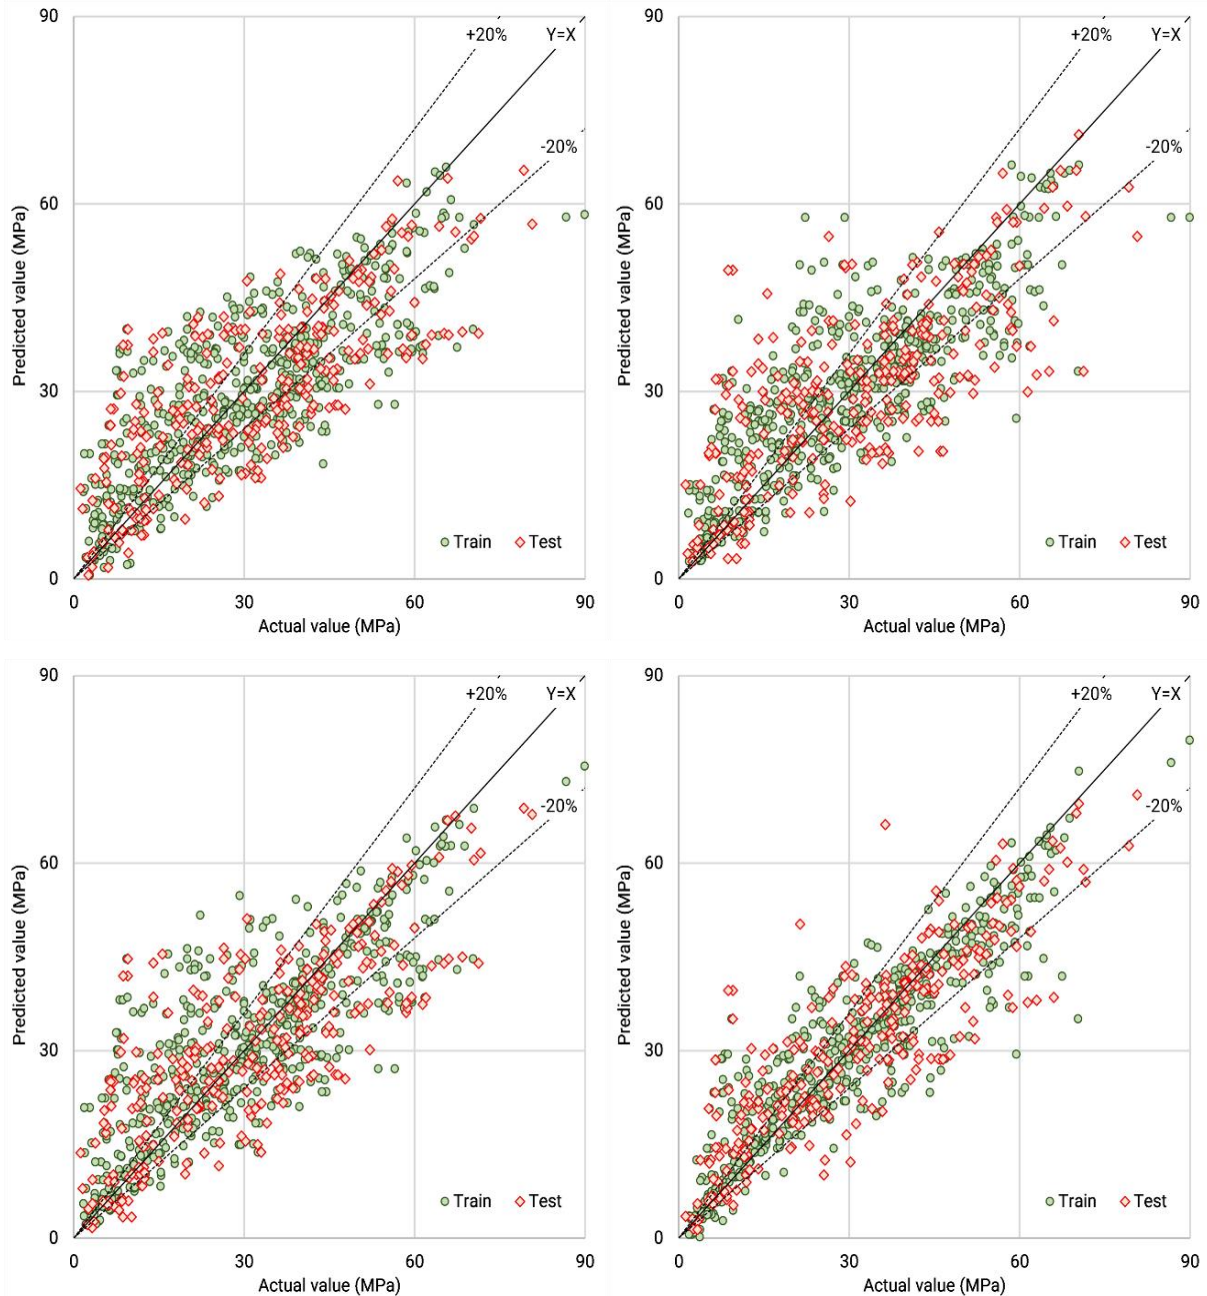 90
+20%
Y=X
-20%
60
Predicted value (MPa)
30
Train
Test
0
0
30
60
90
Actual value (MPa)
90
+20%
Y=X
-20%
60
Predicted value (MPa)
30
Train
Test
0
0
30
60
90
Actual value (MPa)
90
+20%
Y=X
-20%
60
Predicted value (MPa)
30
Train
Test
0
0
30
60
90
Actual value (MPa)
90
+20%
Y=X
-20%
60
Predicted value (MPa)
30
Train
Test
0
0
30
60
90
Actual value (MPa)